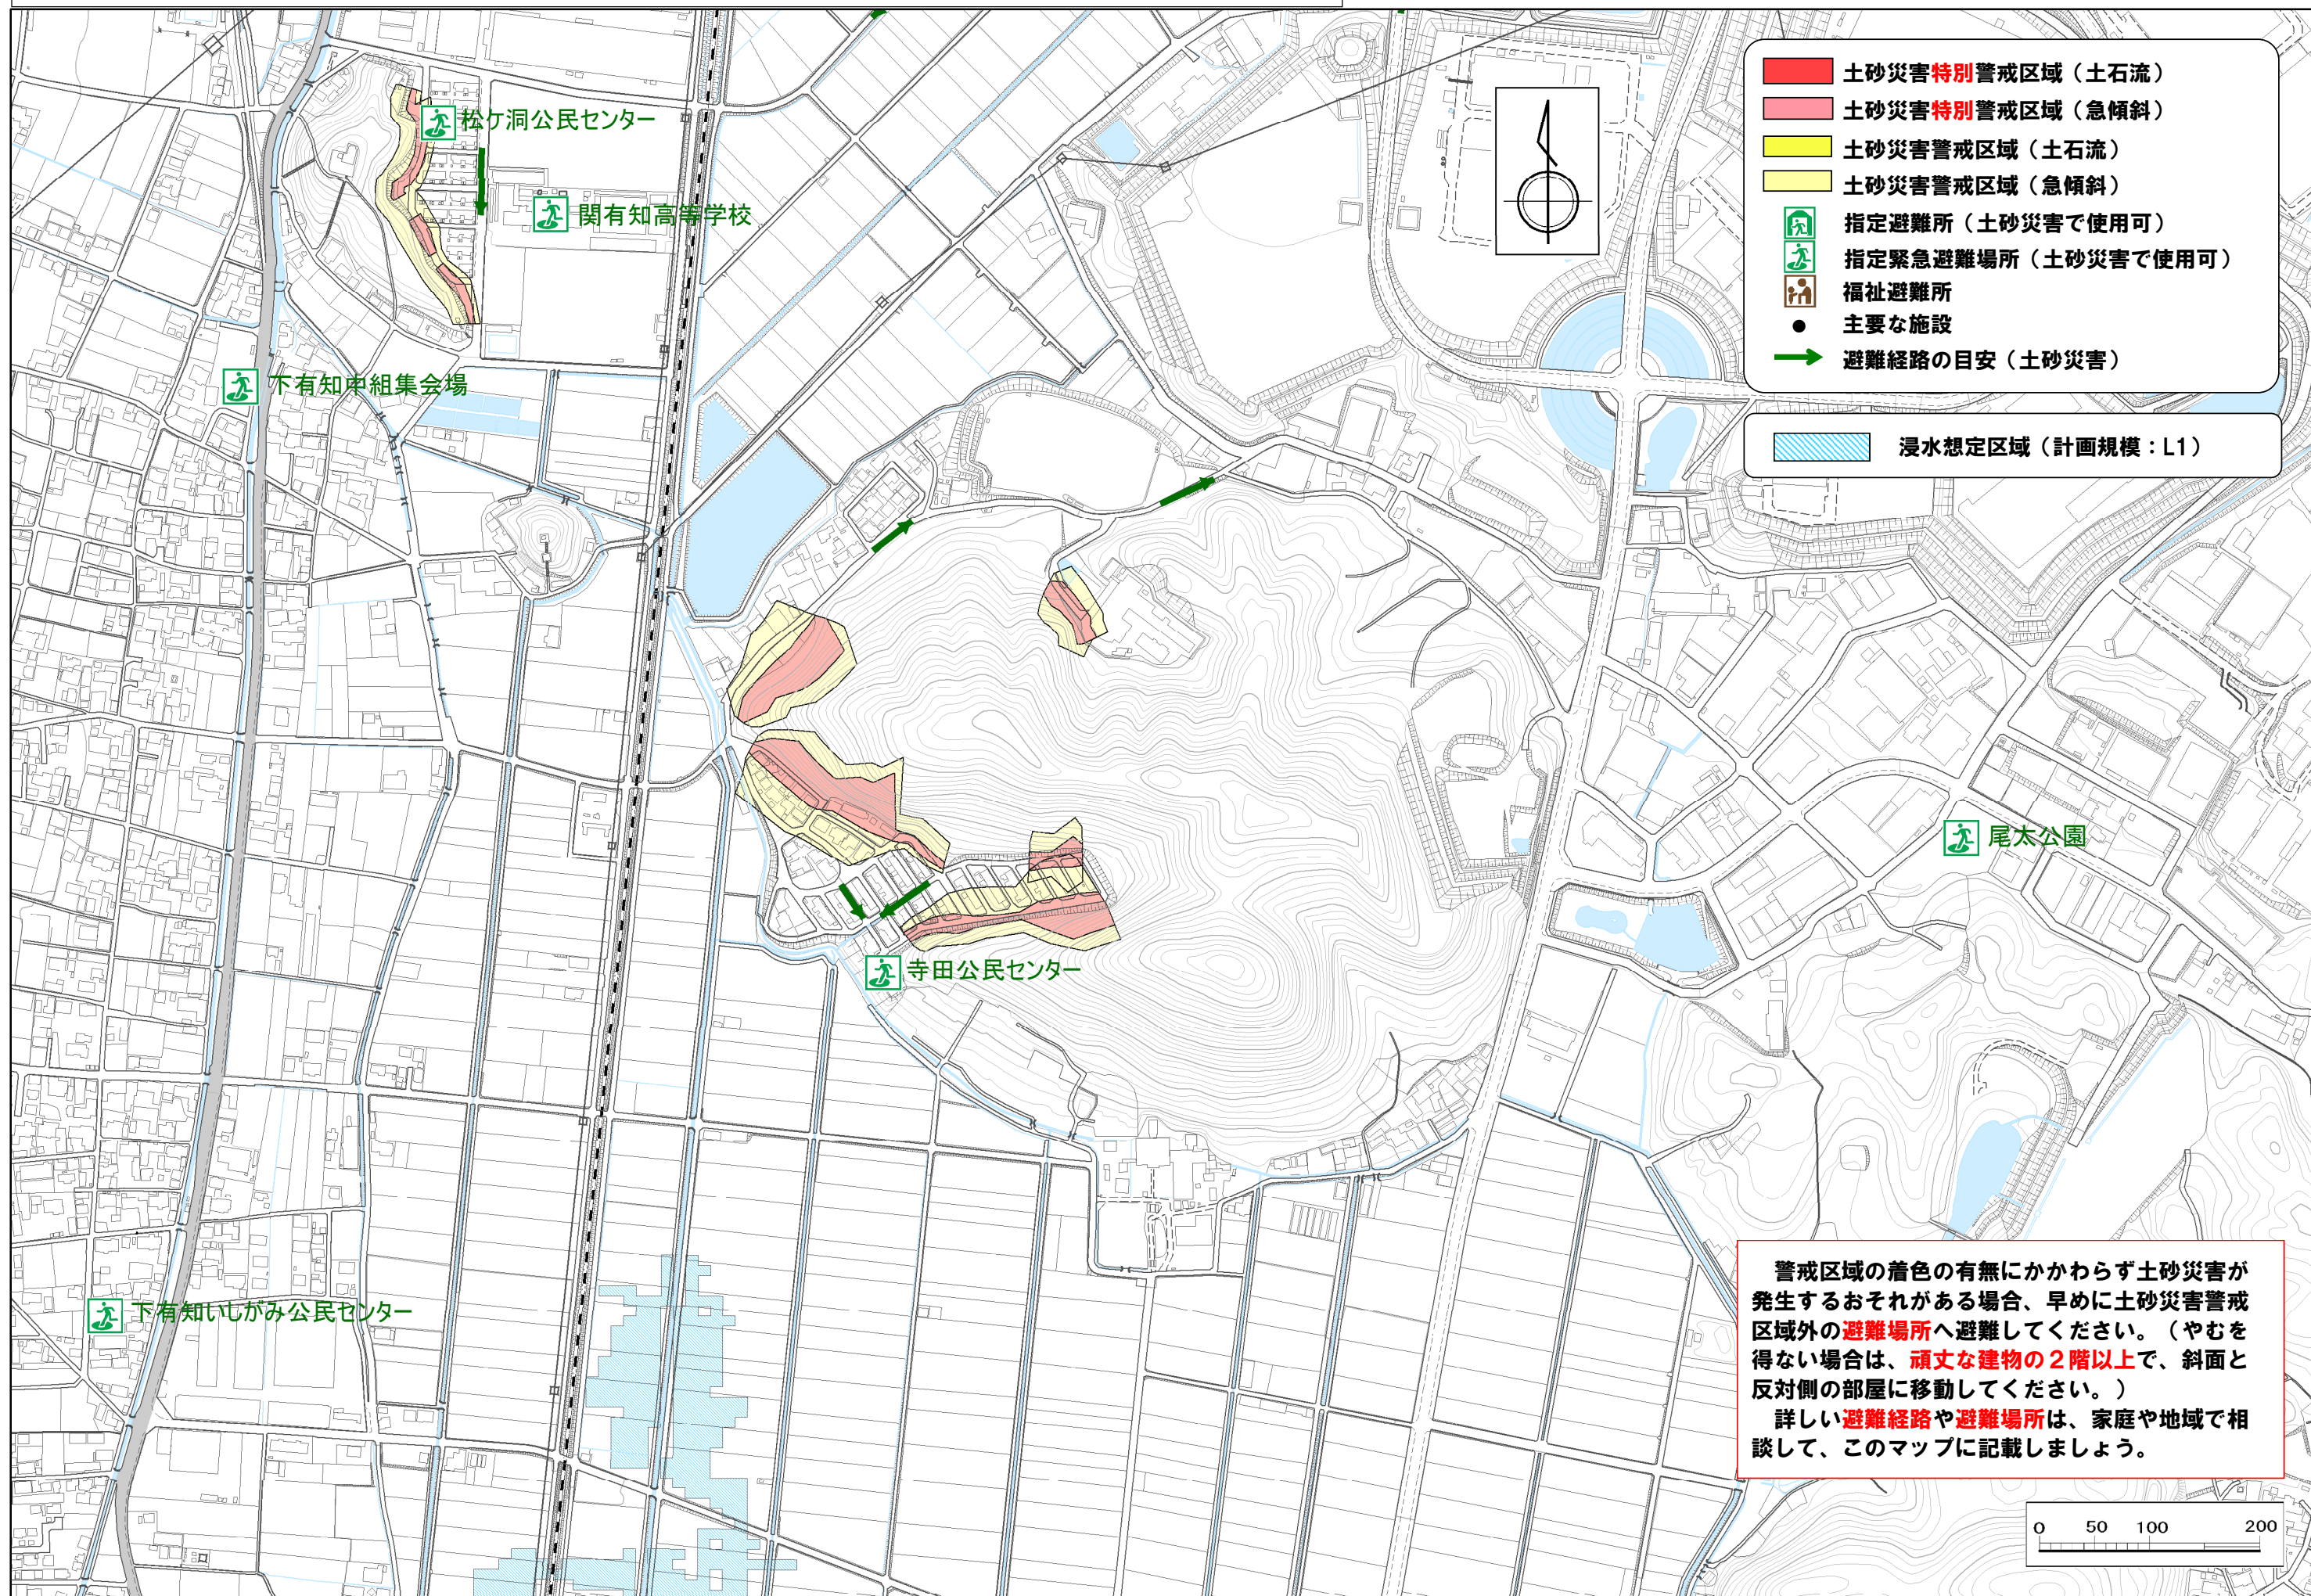 土砂災害特別警戒区域（土石流）
土砂災害特別警戒区域（急傾斜）
土砂災害警戒区域（土石流）
土砂災害警戒区域（急傾斜）
指定避難所（土砂災害で使用可）
指定緊急避難場所（土砂災害で使用可）
福祉避難所
主要な施設
避難経路の目安（土砂災害）
浸水想定区域（計画規模：L1）
松ケ洞公民センター
関有知高等学校
下有知中組集会場
尾太公園
寺田公民センター
下有知いしがみ公民センター
警戒区域の着色の有無にかかわらず土砂災害が
発生するおそれがある場合、早めに土砂災害警戒
区域外の避難場所へ避難してください。（やむを
得ない場合は、頑丈な建物の２階以上で、斜面と
反対側の部屋に移動してください。）
詳しい避難経路や避難場所は、家庭や地域で相
談して、このマップに記載しましょう。
0 50 100 200